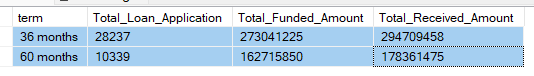 term Total_Loan_Application Total_Funded_Amount Total_Received_Amount
36 months 28237 273041225 294709458
60 months 10339 162715850 178361475